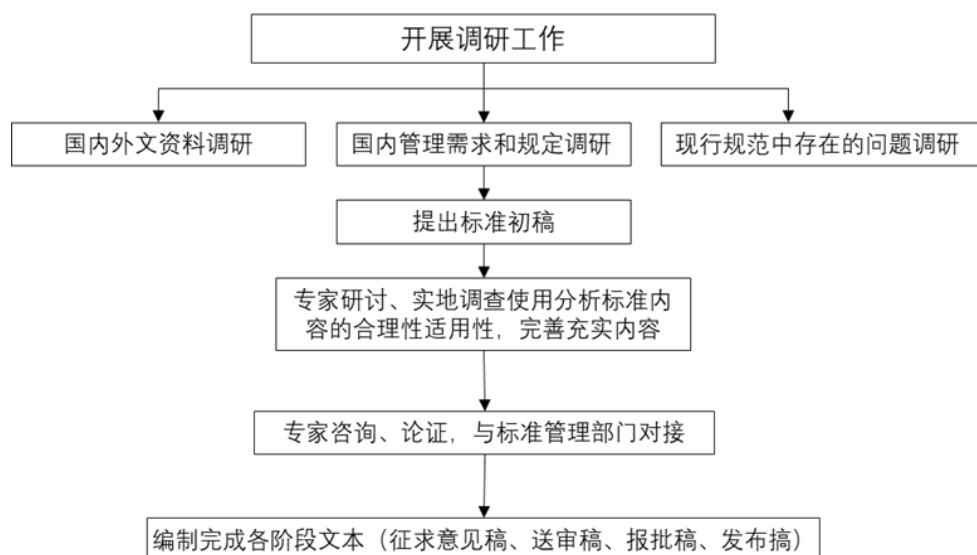 开展调研工作
国内外文资料调研
国内管理需求和规定调研
现行规范中存在的问题调研
提出标准初稿
专家研讨、实地调查使用分析标准内
容的合理性适用性，完善充实内容
专家咨询、论证，与标准管理部门对接
编制完成各阶段文本（征求意见稿、送审稿、报批稿、发布搞）